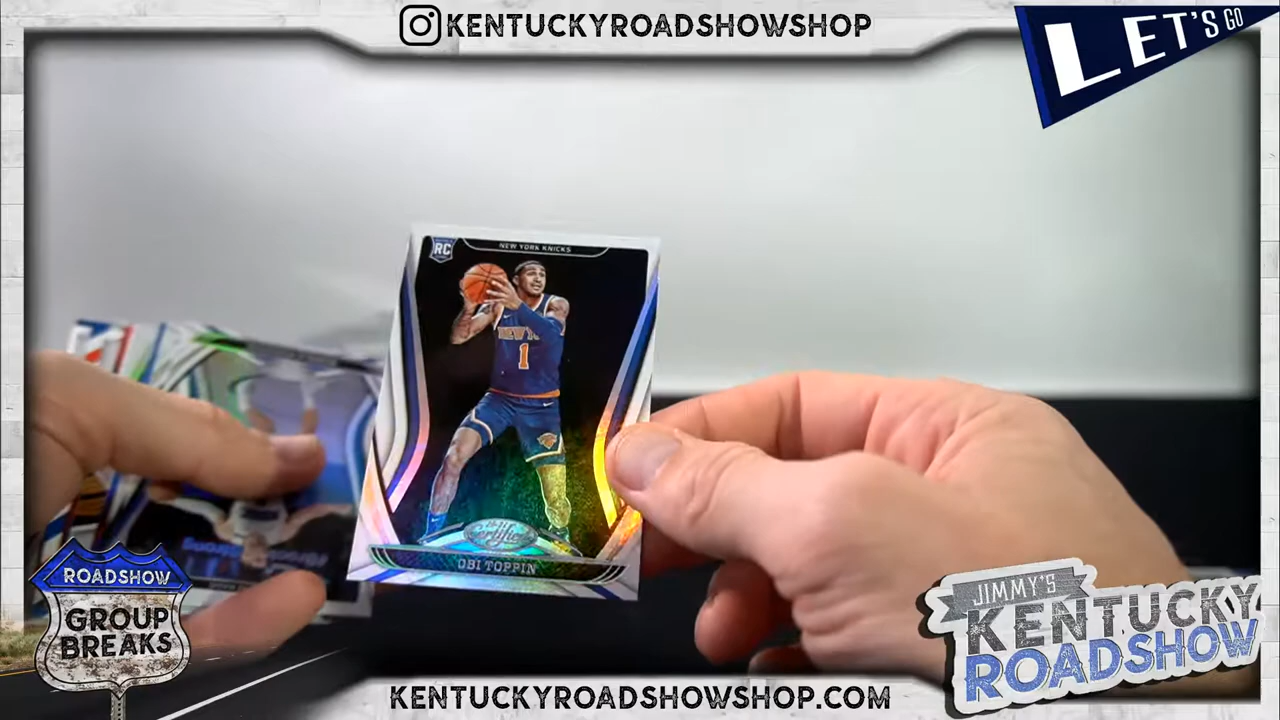 KENTUCKYROADSHOWSHOP
LET'S GO
RC
NEW YORK KNICKS
NEW YORK
1
Certified
OBI TOPPIN
ROADSHOW
GROUP
BREAKS
JIMMY'S
KENTUCKY
ROADSHOW
KENTUCKYROADSHOWSHOP.COM